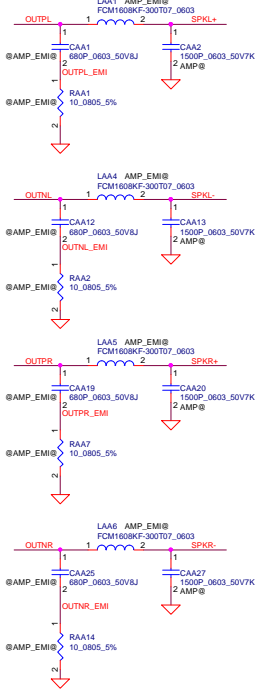 LAA1 AMP_EMI@
FCM1608KF-300T07_0603
OUTPL 1 2 SPKL+
1 1
CAA1 CAA2
@AMP_EMI@ 680P_0603_50V8J 1500P_0603_50V7K
2 2 AMP@
OUTPL_EMI
1
RAA1
@AMP_EMI@ 10_0805_5%
2
LAA4 AMP_EMI@
FCM1608KF-300T07_0603
OUTNL 1 2 SPKL-
1 1
CAA12 CAA13
@AMP_EMI@ 680P_0603_50V8J 1500P_0603_50V7K
2 2 AMP@
OUTNL_EMI
1
RAA2
@AMP_EMI@ 10_0805_5%
2
LAA5 AMP_EMI@
FCM1608KF-300T07_0603
OUTPR 1 2 SPKR+
1 1
CAA19 CAA20
@AMP_EMI@ 680P_0603_50V8J 1500P_0603_50V7K
2 2 AMP@
OUTPR_EMI
1
RAA7
@AMP_EMI@ 10_0805_5%
2
LAA6 AMP_EMI@
FCM1608KF-300T07_0603
OUTNR 1 2 SPKR-
1 1
CAA25 CAA27
@AMP_EMI@ 680P_0603_50V8J 1500P_0603_50V7K
2 2 AMP@
OUTNR_EMI
1
RAA14
@AMP_EMI@ 10_0805_5%
2